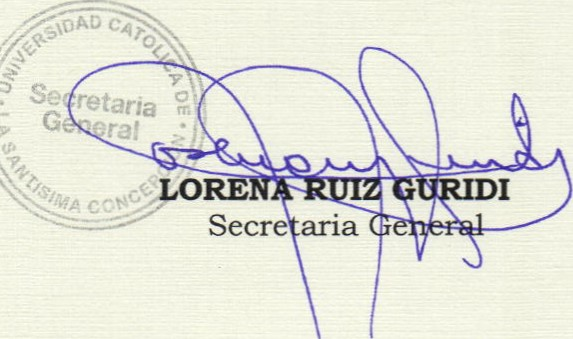 UNIVERSIDAD CATOLICA DE
LA SANTISIMA CONCEP
Secretaria
General
LORENA RUIZ GURIDI
Secretaria General